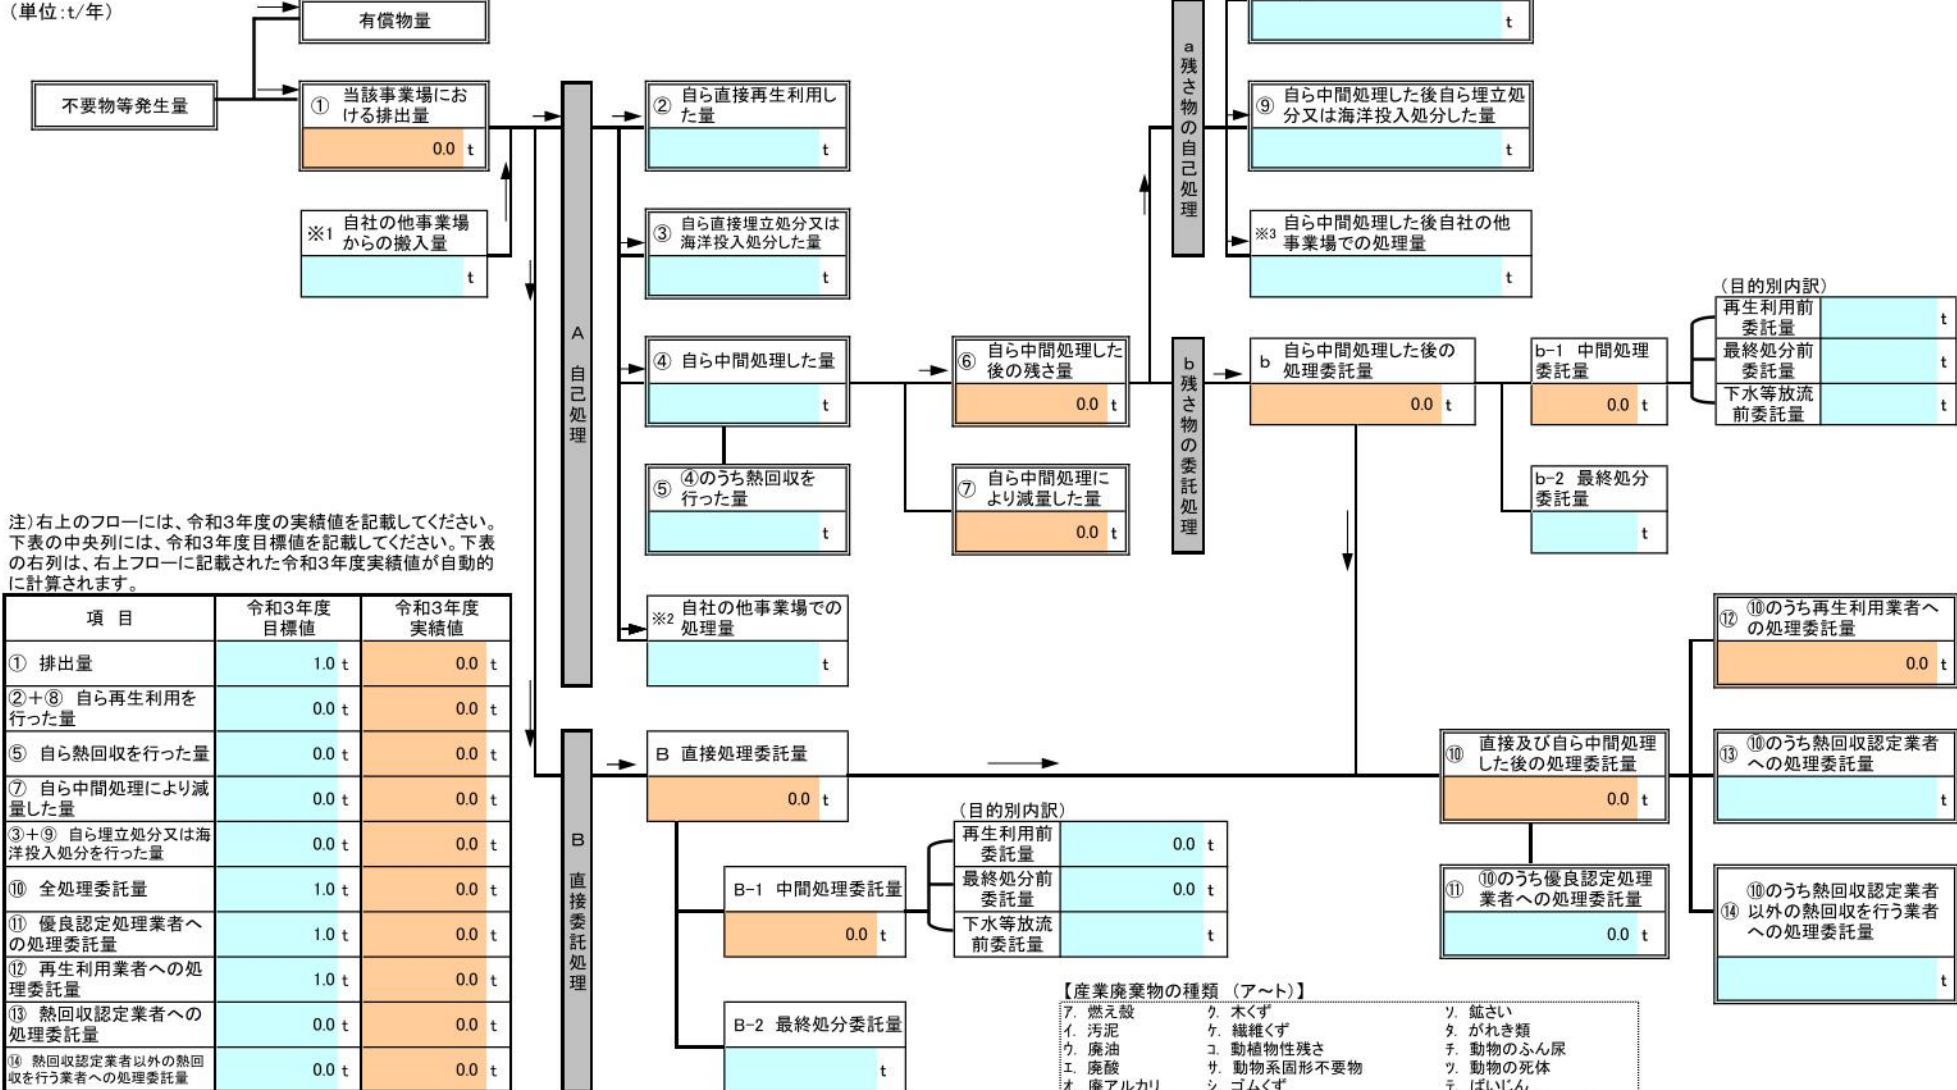 (単位:t/年)
有償物量
t
不要物等発生量
① 当該事業場にお
ける排出量
0.0 t
※1 自社の他事業場
からの搬入量
t
A 自己処理
② 自ら直接再生利用し
た量
t
③ 自ら直接埋立処分又は
海洋投入処分した量
t
④ 自ら中間処理した量
t
⑤ ④のうち熱回収を
行った量
t
※2 自社の他事業場での
処理量
t
⑥ 自ら中間処理した
後の残さ量
0.0 t
⑦ 自ら中間処理に
より減量した量
0.0 t
a 残さ物の自己処理
⑨ 自ら中間処理した後自ら埋立処
分又は海洋投入処分した量
t
※3 自ら中間処理した後自社の他
事業場での処理量
t
b 残さ物の委託処理
b 自ら中間処理した後の
処理委託量
0.0 t
b-1 中間処理
委託量
0.0 t
(目的別内訳)
再生利用前
委託量
t
最終処分前
委託量
t
下水等放流
前委託量
t
b-2 最終処分
委託量
t
注)右上のフローには、令和3年度の実績値を記載してください。
下表の中央列には、令和3年度目標値を記載してください。下表
の右列は、右上フローに記載された令和3年度実績値が自動的
に計算されます。
項 目 令和3年度 目標値 令和3年度 実績値
① 排出量 1.0 t 0.0 t
②+⑧ 自ら再生利用を
行った量 0.0 t 0.0 t
⑤ 自ら熱回収を行った量 0.0 t 0.0 t
⑦ 自ら中間処理により減
量した量 0.0 t 0.0 t
③+⑨ 自ら埋立処分又は海
洋投入処分を行った量 0.0 t 0.0 t
⑩ 全処理委託量 1.0 t 0.0 t
⑪ 優良認定処理業者へ
の処理委託量 1.0 t 0.0 t
⑫ 再生利用業者への処
理委託量 1.0 t 0.0 t
⑬ 熱回収認定業者への
処理委託量 0.0 t 0.0 t
⑭ 熱回収認定業者以外の熱回
収を行う業者への処理委託量 0.0 t 0.0 t
B 直接委託処理
B 直接処理委託量
0.0 t
(目的別内訳)
再生利用前
委託量 0.0 t
最終処分前
委託量 0.0 t
下水等放流
前委託量 t
B-1 中間処理委託量
0.0 t
B-2 最終処分委託量
t
⑩ 直接及び自ら中間処理
した後の処理委託量
0.0 t
⑪ ⑩のうち優良認定処理
業者への処理委託量
0.0 t
⑫ ⑩のうち再生利用業者へ
の処理委託量
0.0 t
⑬ ⑩のうち熱回収認定業者
への処理委託量
t
⑭ ⑩のうち熱回収認定業者
以外の熱回収を行う業者
への処理委託量
t
【産業廃棄物の種類 (ア~ト)】
ア. 燃え殻 ク. 木くず ソ. 鉱さい
イ. 汚泥 ケ. 繊維くず タ. がれき類
ウ. 廃油 コ. 動植物性残さ チ. 動物のふん尿
エ. 廃酸 サ. 動物系固形不要物 ツ. 動物の死体
オ. 廃アルカリ シ. ゴムくず テ. ばいじん